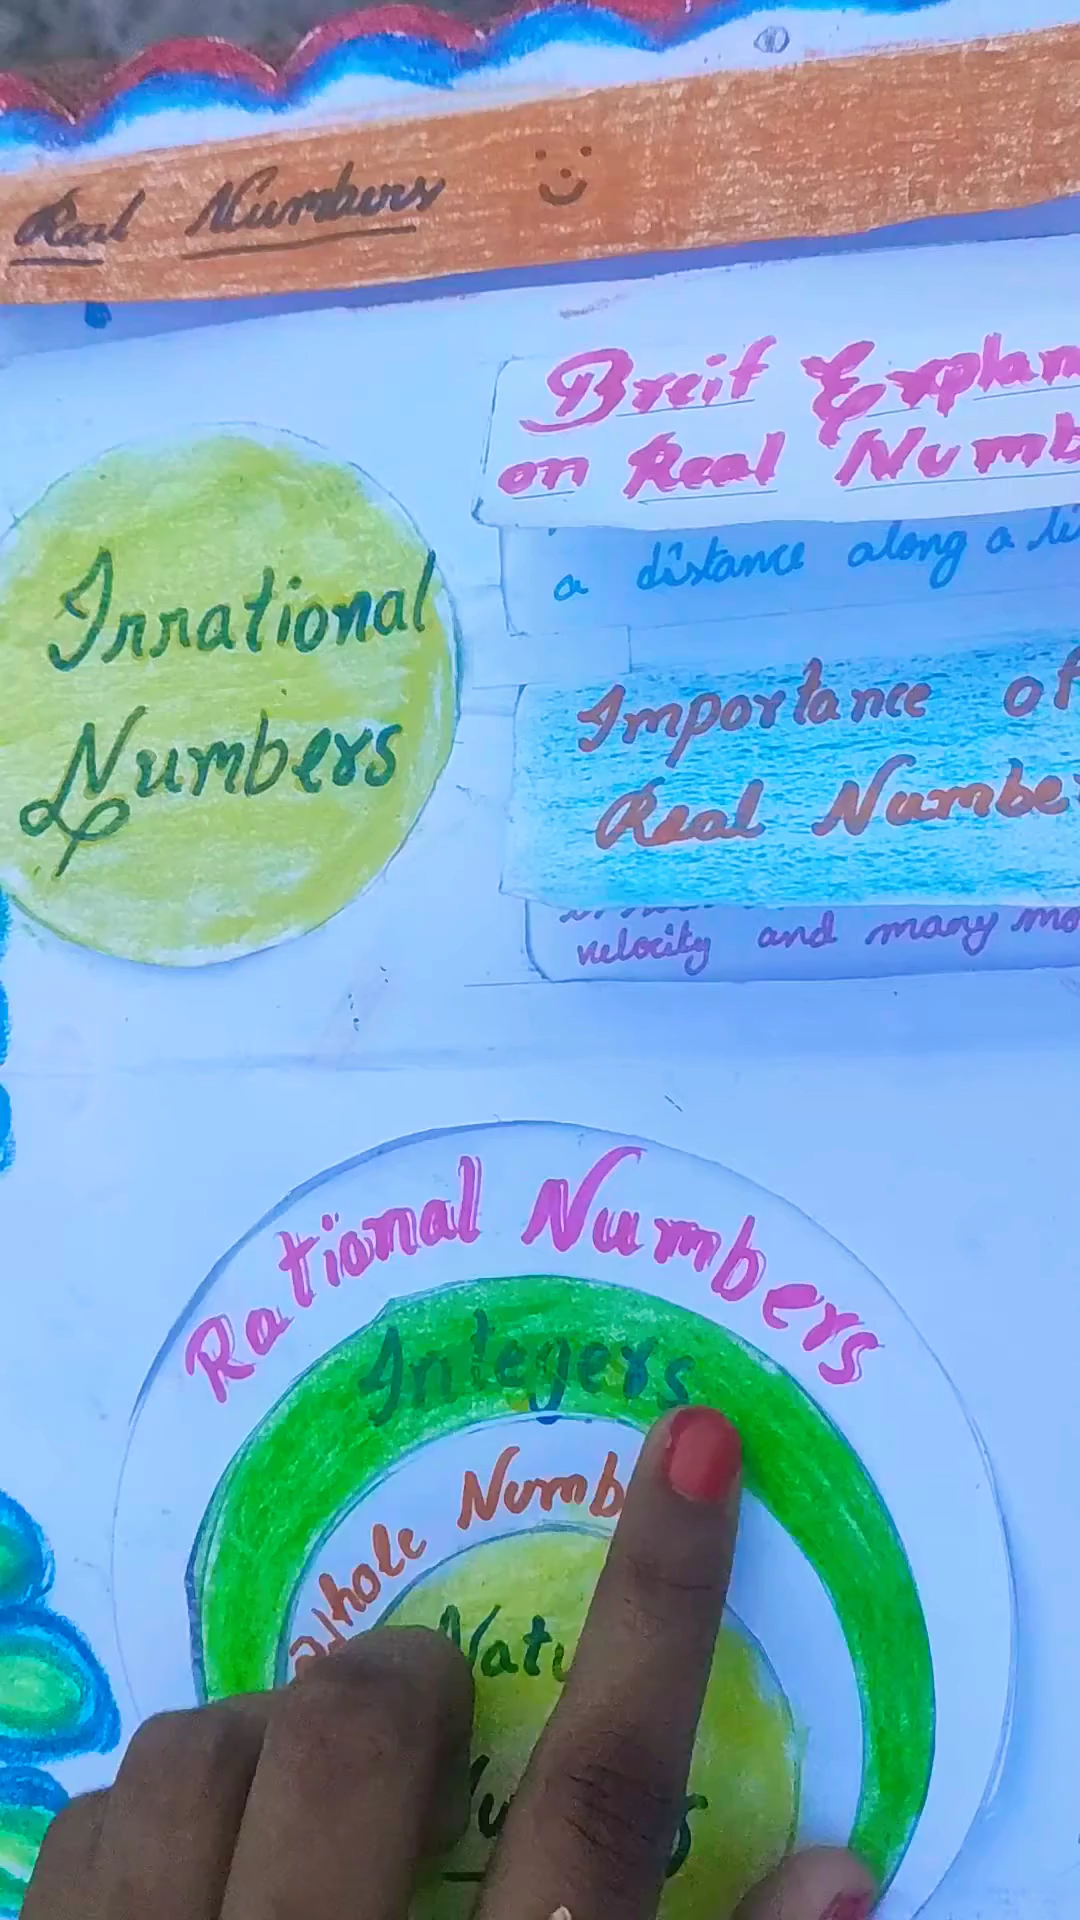 Real Numbers
Breif Explan
on Real Numb
a distance along a li
Irrational
Numbers
Importance of
Real Number
velocity and many mo
Rational Numbers
Integers
Whole Numb
Natu